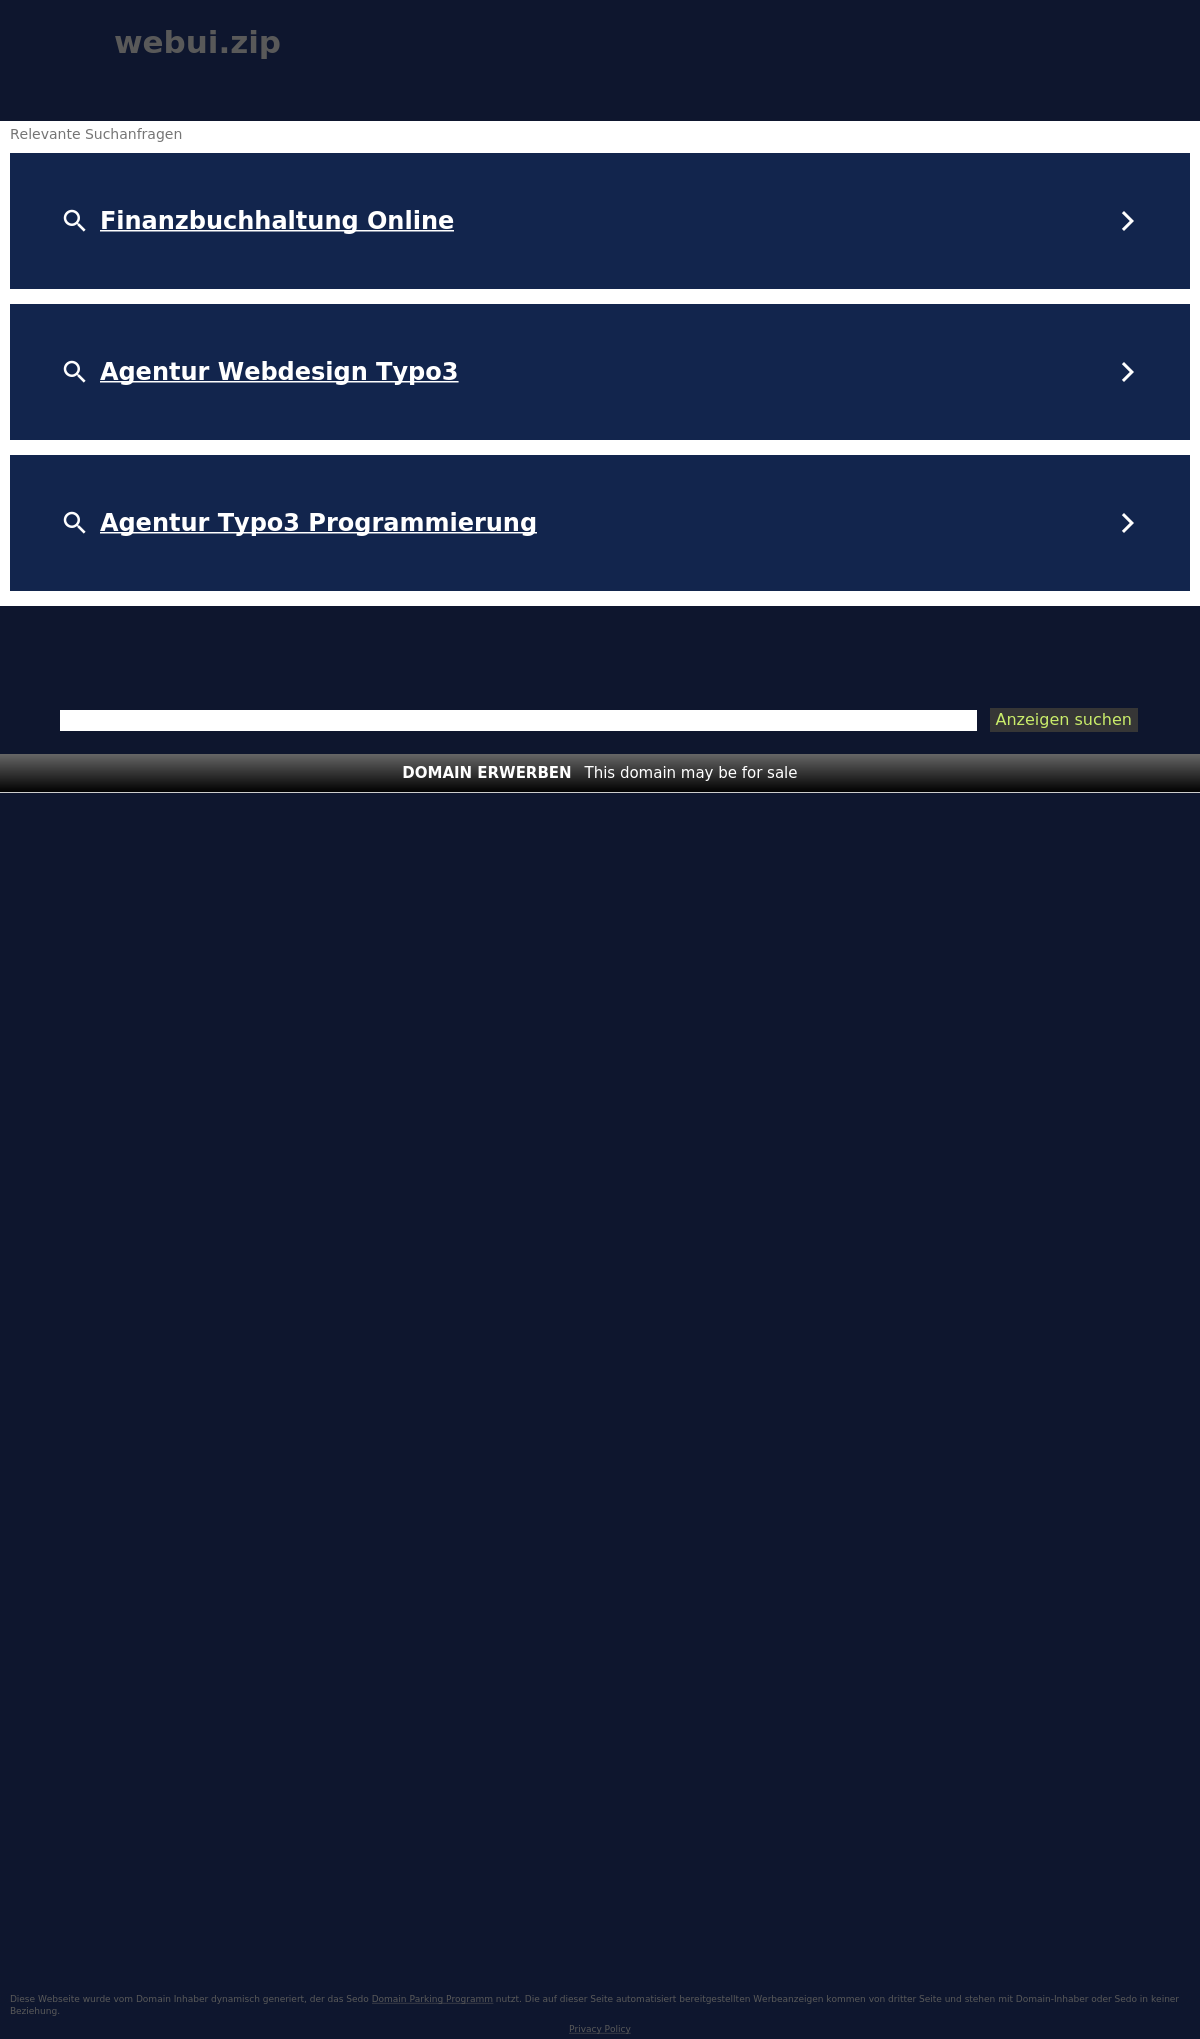 webui.zip
Relevante Suchanfragen
Finanzbuchhaltung Online
Agentur Webdesign Typo3
Agentur Typo3 Programmierung
Anzeigen suchen
DOMAIN ERWERBEN This domain may be for sale
Diese Webseite wurde vom Domain Inhaber dynamisch generiert, der das Sedo Domain Parking Programm nutzt. Die auf dieser Seite automatisiert bereitgestellten Werbeanzeigen kommen von dritter Seite und stehen mit Domain-Inhaber oder Sedo in keiner
Beziehung.
Privacy Policy